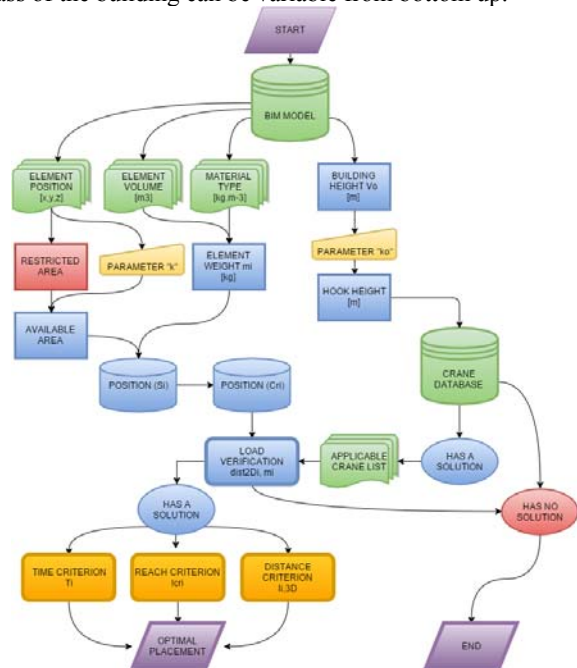 ass of the building can be variable from bottom up.
START
BIM MODEL
ELEMENT
POSITION
[x,y,z]
ELEMENT
VOLUME
[m3]
MATERIAL
TYPE
[kg.m-3]
BUILDING
HEIGHT Vo
[m]
RESTRICTED
AREA
PARAMETER "k"
ELEMENT
WEIGHT mi
[kg]
PARAMETER "ko"
HOOK HEIGHT
[m]
AVAILABLE
AREA
POSITION (Si)
POSITION (Cri)
CRANE
DATABASE
LOAD
VERIFICATION
dist2Di, mi
APPLICABLE
CRANE LIST
HAS A
SOLUTION
HAS A
SOLUTION
HAS NO
SOLUTION
TIME CRITERION
Ti
REACH CRITERION
lcri
DISTANCE
CRITERION
li,3D
OPTIMAL
PLACEMENT
END